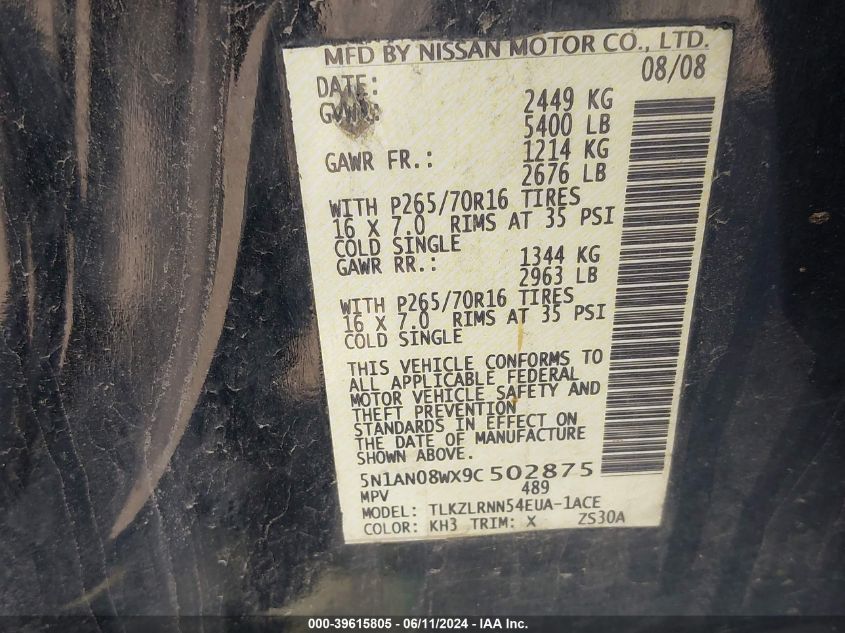 MFD BY NISSAN MOTOR CO., LTD.
DATE: 08/08
GVWR: 2449 KG
5400 LB
GAWR FR.: 1214 KG
2676 LB
WITH P265/70R16 TIRES
16 X 7.0 RIMS AT 35 PSI
COLD SINGLE
GAWR RR.: 1344 KG
2963 LB
WITH P265/70R16 TIRES
16 X 7.0 RIMS AT 35 PSI
COLD SINGLE
THIS VEHICLE CONFORMS TO
ALL APPLICABLE FEDERAL
MOTOR VEHICLE SAFETY AND
THEFT PREVENTION
STANDARDS IN EFFECT ON
THE DATE OF MANUFACTURE
SHOWN ABOVE.
5N1AN08WX9C502875
MPV 489
MODEL: TLKZLRNN54EUA-1ACE
COLOR: KH3 TRIM: X ZS30A
000-39615805 - 06/11/2024 - IAA Inc.